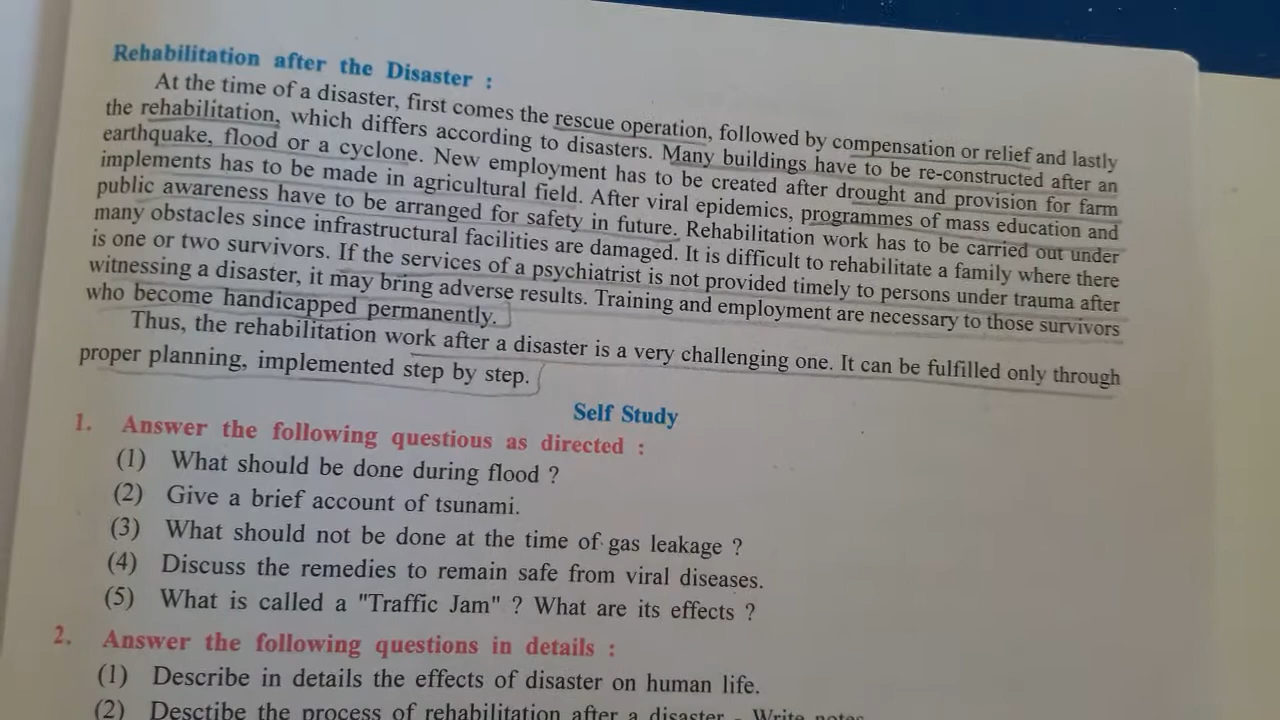 Rehabilitation after the Disaster :
At the time of a disaster, first comes the rescue operation, followed by compensation or relief and lastly
the rehabilitation, which differs according to disasters. Many buildings have to be re-constructed after an
earthquake, flood or a cyclone. New employment has to be created after drought and provision for farm
implements has to be made in agricultural field. After viral epidemics, programmes of mass education and
public awareness have to be arranged for safety in future. Rehabilitation work has to be carried out under
many obstacles since infrastructural facilities are damaged. It is difficult to rehabilitate a family where there
is one or two survivors. If the services of a psychiatrist is not provided timely to persons under trauma after
witnessing a disaster, it may bring adverse results. Training and employment are necessary to those survivors
who become handicapped permanently.
Thus, the rehabilitation work after a disaster is a very challenging one. It can be fulfilled only through
proper planning, implemented step by step.
Self Study
1. Answer the following questious as directed :
(1) What should be done during flood ?
(2) Give a brief account of tsunami.
(3) What should not be done at the time of gas leakage ?
(4) Discuss the remedies to remain safe from viral diseases.
(5) What is called a "Traffic Jam" ? What are its effects ?
2. Answer the following questions in details :
(1) Describe in details the effects of disaster on human life.
(2) Desctibe the process of rehabilitation after a disaster - Write notes